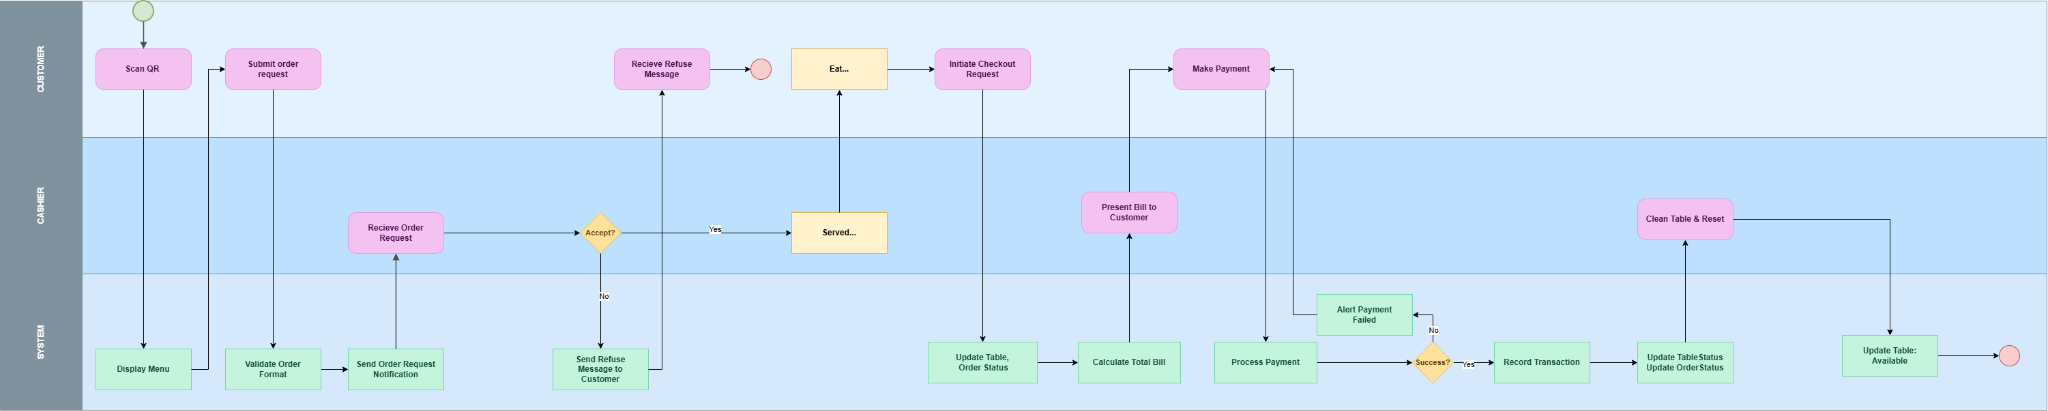 CUSTOMER
Scan QR
Submit order
request
Recieve Refuse
Message
Eat...
Initiate Checkout
Request
Make Payment
CASHIER
Recieve Order
Request
Accept?
Yes
Served...
Present Bill to
Customer
Clean Table & Reset
No
SYSTEM
Display Menu
Validate Order
Format
Send Order Request
Notification
Send Refuse
Message to
Customer
Update Table,
Order Status
Calculate Total Bill
Process Payment
Alert Payment
Failed
No
Success?
Yes
Record Transaction
Update TableStatus
Update OrderStatus
Update Table:
Available